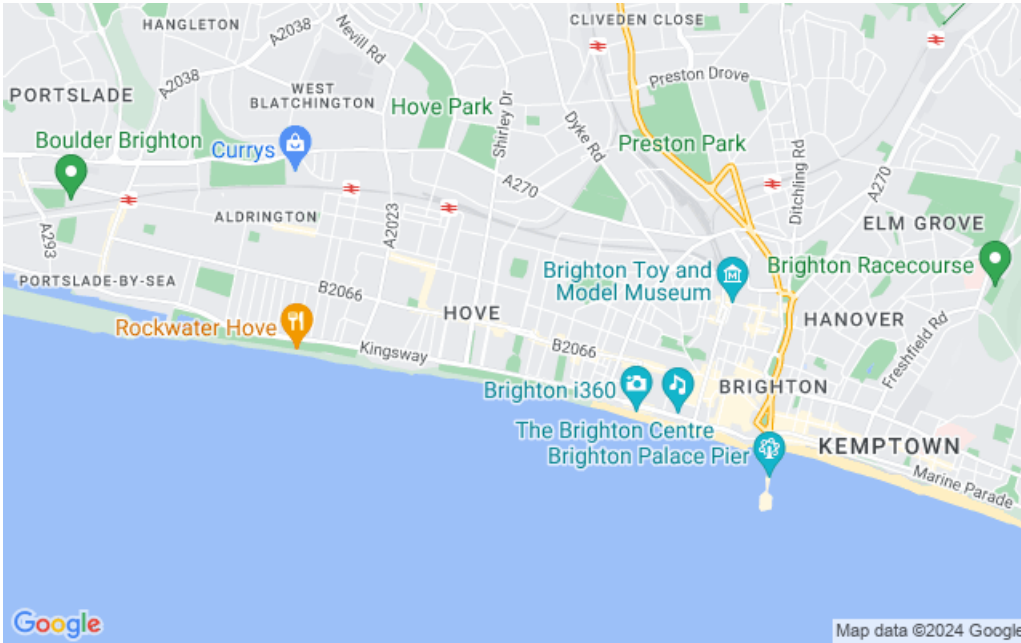 HANGLETON
A2038
Nevill Rd
CLIVEDEN CLOSE
PORTSLADE
A2038
WEST
BLATCHINGTON
Hove Park
Shirley Dr
Dyke Rd
Preston Drove
Preston Park
Boulder Brighton
Currys
A270
Ditchling Rd
A270
A293
ALDRINGTON
A2023
ELM GROVE
PORTSLADE-BY-SEA
B2066
Brighton Toy and
Model Museum
Brighton Racecourse
Rockwater Hove
HOVE
Kingsway
B2066
HANOVER
Freshfield Rd
Brighton i360
BRIGHTON
The Brighton Centre
Brighton Palace Pier
KEMPTOWN
Marine Parade
Google
Map data ©2024 Google